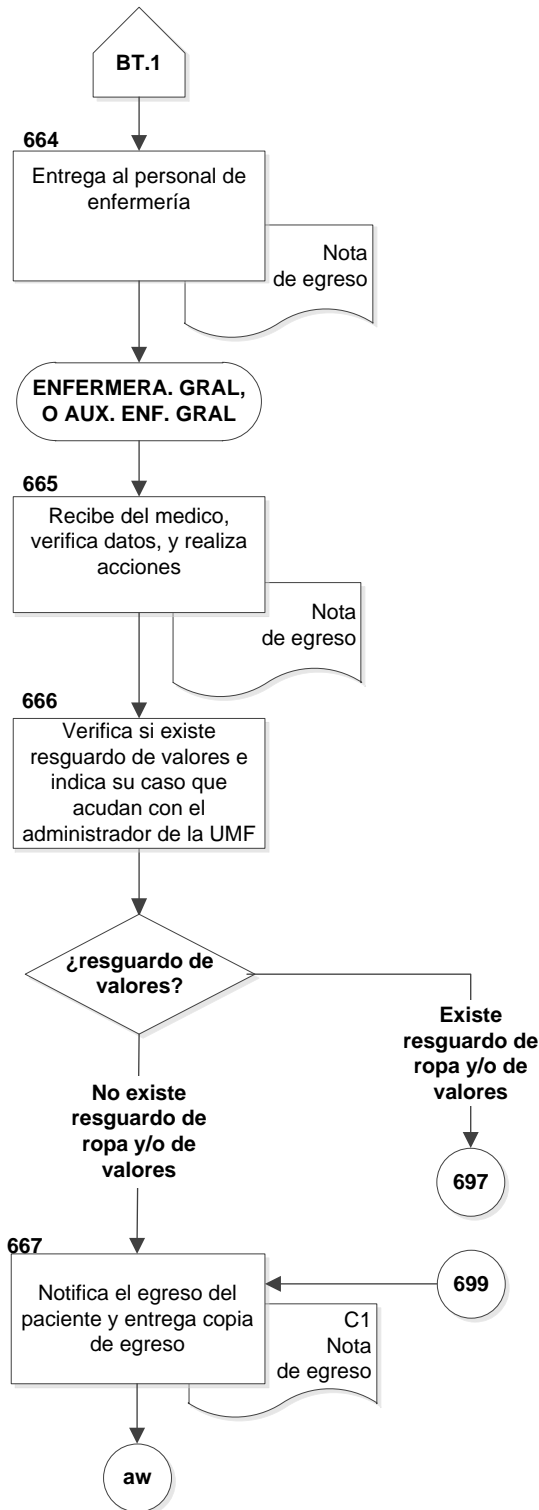 BT.1
664
Entrega al personal de
enfermería
Nota
de egreso
ENFERMERA. GRAL,
O AUX. ENF. GRAL
665
Recibe del medico,
verifica datos, y realiza
acciones
Nota
de egreso
666
Verifica si existe
resguardo de valores e
indica su caso que
acudan con el
administrador de la UMF
¿resguardo de
valores?
Existe
resguardo de
ropa y/o de
valores
No existe
resguardo de
ropa y/o de
valores
697
667
Notifica el egreso del
paciente y entrega copia
de egreso
699
C1
Nota
de egreso
aw